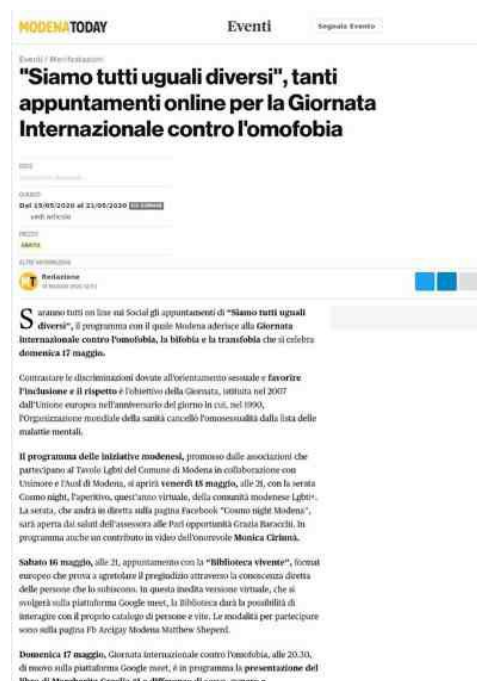 MODENATODAY
Eventi
Segnala Evento
Eventi / Manifestazioni
"Siamo tutti uguali diversi", tanti
appuntamenti online per la Giornata
Internazionale contro l'omofobia
DOVE
QUANDO
Dal 15/05/2020 al 21/05/2020
vedi articolo
PREZZO
GRATIS
ALTRE INFORMAZIONI
Redazione
Saranno tutti on line sui Social gli appuntamenti di "Siamo tutti uguali
diversi", il programma con il quale Modena aderisce alla Giornata
internazionale contro l'omofobia, la bifobia e la transfobia che si celebra
domenica 17 maggio.
Contrastare le discriminazioni dovute all'orientamento sessuale e favorire
l'inclusione e il rispetto è l'obiettivo della Giornata, istituita nel 2007
dall'Unione europea nell'anniversario del giorno in cui, nel 1990,
l'Organizzazione mondiale della sanità cancellò l'omosessualità dalla lista delle
malattie mentali.
Il programma delle iniziative modenesi, promosso dalle associazioni che
partecipano al Tavolo Lgbti del Comune di Modena in collaborazione con
Unimore e l'Ausl di Modena, si aprirà venerdì 15 maggio, alle 21, con la serata
Cosmo night, l'aperitivo, quest'anno virtuale, della comunità modenese Lgbti+.
La serata, che andrà in diretta sulla pagina Facebook "Cosmo night Modena",
sarà aperta dai saluti dell'assessora alle Pari opportunità Grazia Baracchi. In
programma anche un contributo in video dell'onorevole Monica Cirinnà.
Sabato 16 maggio, alle 21, appuntamento con la "Biblioteca vivente", format
europeo che prova a sgretolare il pregiudizio attraverso la conoscenza diretta
delle persone che lo subiscono. In questa inedita versione virtuale, che si
svolgerà sulla piattaforma Google meet, la Biblioteca darà la possibilità di
interagire con il proprio catalogo di persone e vite. Le modalità per partecipare
sono sulla pagina Fb Arcigay Modena Matthew Sheperd.
Domenica 17 maggio, Giornata internazionale contro l'omofobia, alle 20.30,
di nuovo sulla piattaforma Google meet, è in programma la presentazione del